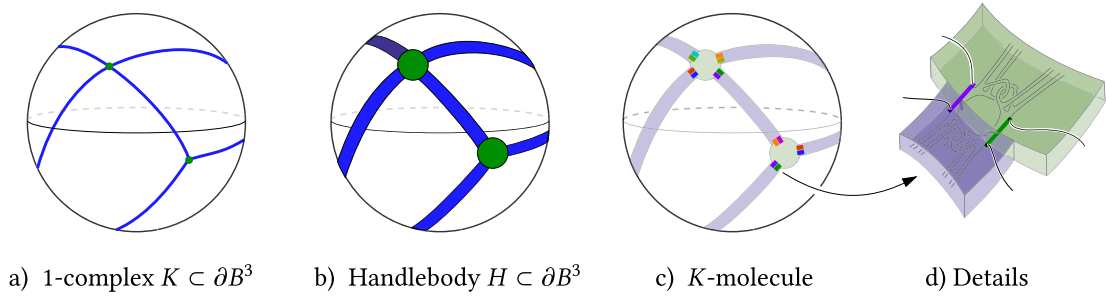 a) 1-complex K ⊂ ∂B³ b) Handlebody H ⊂ ∂B³ c) K-molecule d) Details